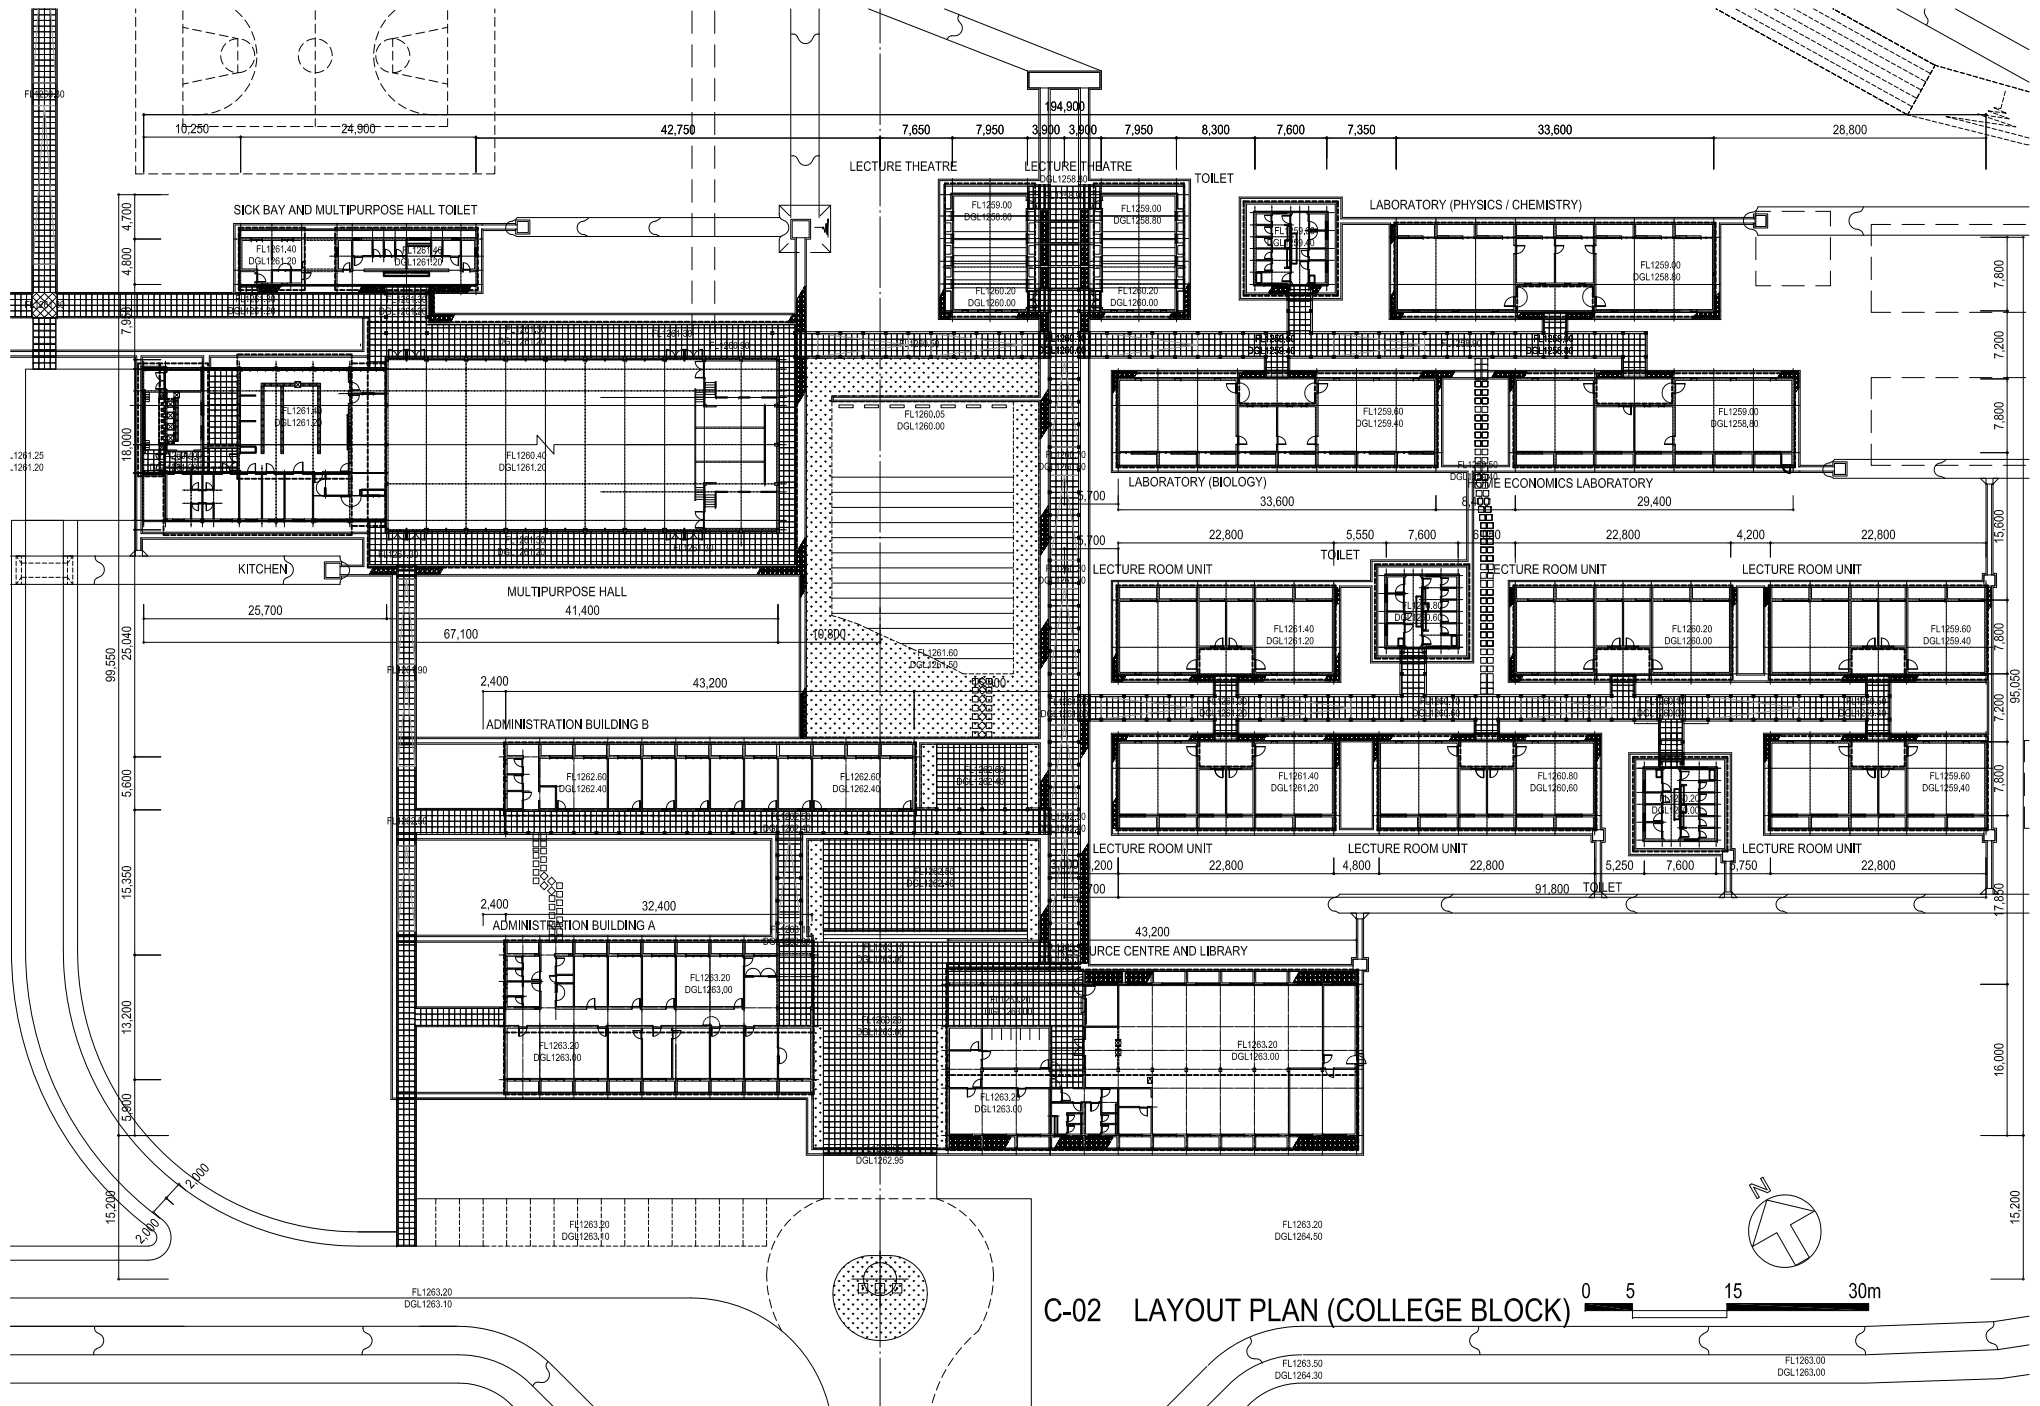 194,900
10,250
24,900
42,750
7,650
7,950
3,900
3,900
7,950
8,300
7,600
7,350
33,600
28,800
LECTURE THEATRE
LECTURE THEATRE
TOILET
SICK BAY AND MULTIPURPOSE HALL TOILET
LABORATORY (PHYSICS / CHEMISTRY)
4,700
4,800
18,000
FL1261.40
DGL1261.20
FL1261.40
DGL1261.20
FL1259.00
DGL1258.80
FL1259.00
DGL1258.80
FL1260.20
DGL1260.00
FL1260.20
DGL1260.00
FL1259.00
DGL1258.80
7,800
7,200
7,800
FL1261.40
DGL1261.20
FL1260.40
DGL1261.20
FL1260.05
DGL1260.00
FL1259.60
DGL1259.40
FL1259.00
DGL1258.80
LABORATORY (BIOLOGY)
HOME ECONOMICS LABORATORY
5,700
33,600
29,400
15,600
5,700
22,800
5,550
7,600
22,800
4,200
22,800
TOILET
KITCHEN
MULTIPURPOSE HALL
LECTURE ROOM UNIT
LECTURE ROOM UNIT
LECTURE ROOM UNIT
25,700
41,400
67,100
10,800
25,040
99,550
FL1261.60
DGL1261.50
FL1261.40
DGL1261.20
FL1260.20
DGL1260.00
FL1259.60
DGL1259.40
7,800
95,050
7,200
7,800
2,400
43,200
ADMINISTRATION BUILDING B
5,600
FL1262.60
DGL1262.40
FL1262.60
DGL1262.40
FL1261.40
DGL1261.20
FL1260.80
DGL1260.60
FL1259.60
DGL1259.40
LECTURE ROOM UNIT
LECTURE ROOM UNIT
LECTURE ROOM UNIT
22,800
4,800
22,800
5,250
7,600
22,800
91,800
TOILET
15,350
17,850
2,400
32,400
ADMINISTRATION BUILDING A
43,200
FL1263.20
DGL1263.00
FL1263.20
DGL1263.00
FL1263.20
DGL1263.00
FL1263.20
DGL1263.00
13,200
16,000
DGL1262.95
2,000
2,000
15,200
15,200
FL1263.20
DGL1263.10
FL1263.20
DGL1264.50
N
FL1263.20
DGL1263.10
C-02 LAYOUT PLAN (COLLEGE BLOCK)
0 5 15 30m
FL1263.50
DGL1264.30
FL1263.00
DGL1263.00